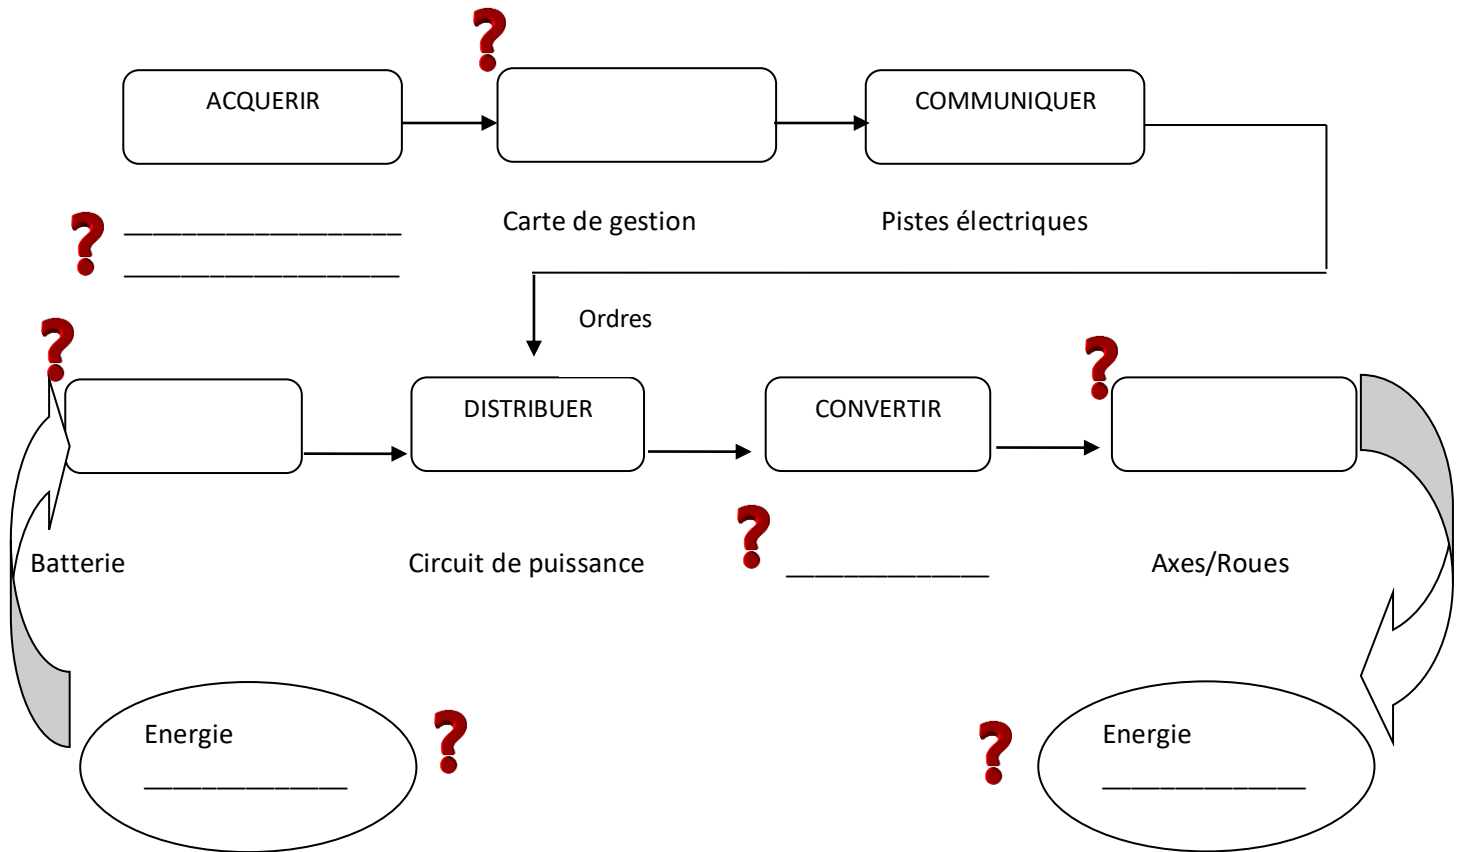 ACQUERIR
COMMUNIQUER
Carte de gestion
Pistes électriques
Ordres
DISTRIBUER
CONVERTIR
Batterie
Circuit de puissance
Axes/Roues
Energie
Energie